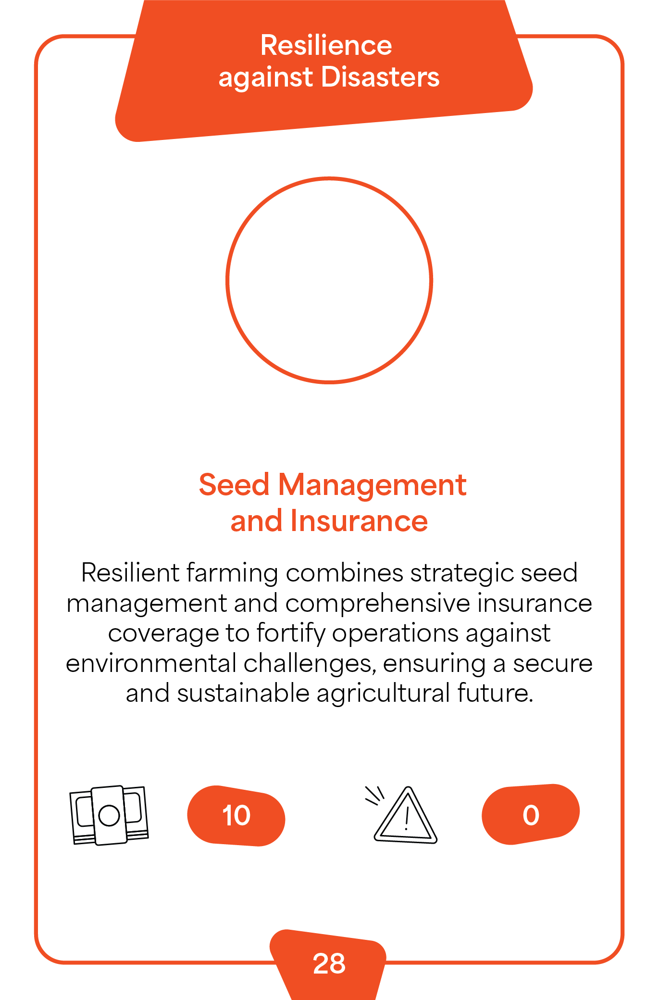 Resilience
against Disasters
Seed Management
and Insurance
Resilient farming combines strategic seed
management and comprehensive insurance
coverage to fortify operations against
environmental challenges, ensuring a secure
and sustainable agricultural future.
10
!
0
28